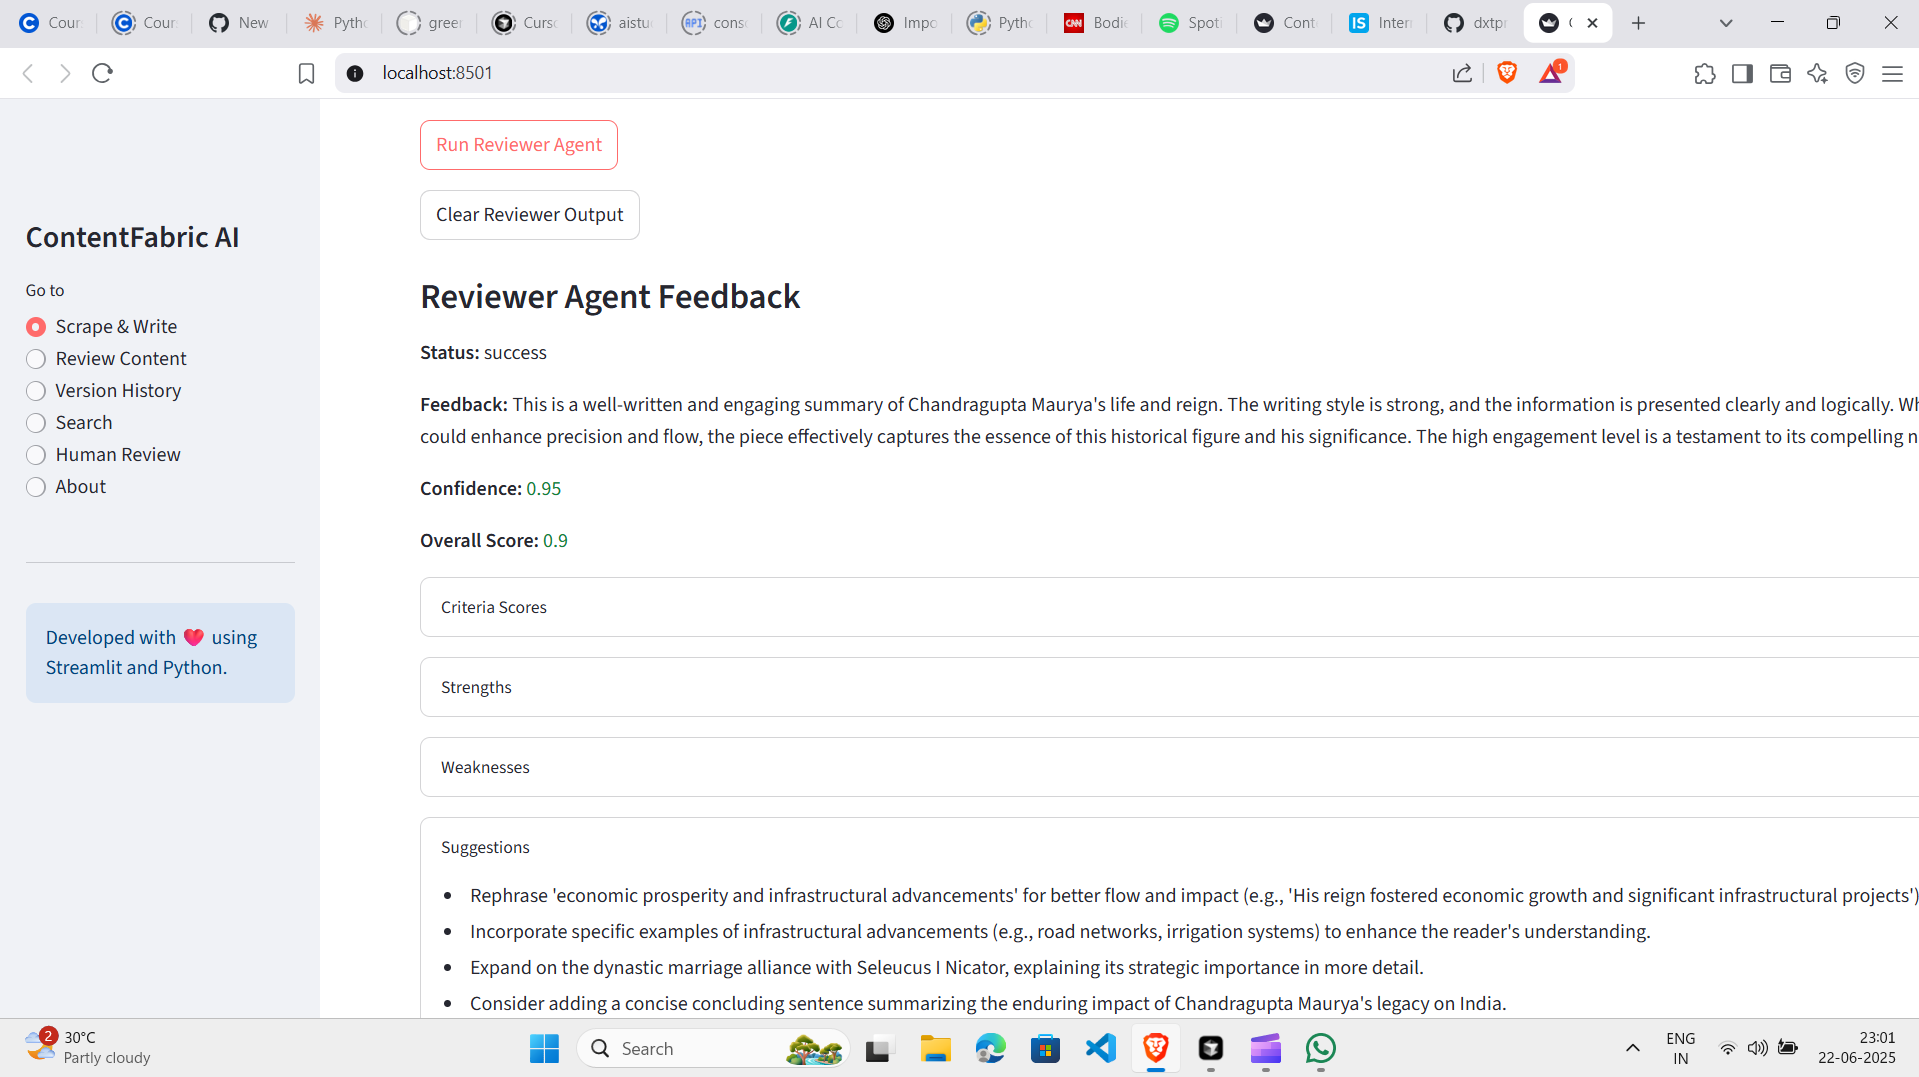 Cour
Cour
New
Pytho
green
Curso
aistud
conso
AI Co
Impo
Pytho
CNN
Bodie
Spoti
Conte
IS
Intern
dxtpr
localhost:8501
1
ContentFabric AI
Go to
Scrape & Write
Review Content
Version History
Search
Human Review
About
Developed with ❤️ using
Streamlit and Python.
Run Reviewer Agent
Clear Reviewer Output
Reviewer Agent Feedback
Status: success
Feedback: This is a well-written and engaging summary of Chandragupta Maurya's life and reign. The writing style is strong, and the information is presented clearly and logically. Wh
could enhance precision and flow, the piece effectively captures the essence of this historical figure and his significance. The high engagement level is a testament to its compelling n
Confidence: 0.95
Overall Score: 0.9
Criteria Scores
Strengths
Weaknesses
Suggestions
• Rephrase 'economic prosperity and infrastructural advancements' for better flow and impact (e.g., 'His reign fostered economic growth and significant infrastructural projects')
• Incorporate specific examples of infrastructural advancements (e.g., road networks, irrigation systems) to enhance the reader's understanding.
• Expand on the dynastic marriage alliance with Seleucus I Nicator, explaining its strategic importance in more detail.
• Consider adding a concise concluding sentence summarizing the enduring impact of Chandragupta Maurya's legacy on India.
2
30°C
Partly cloudy
Search
ENG
IN
23:01
22-06-2025